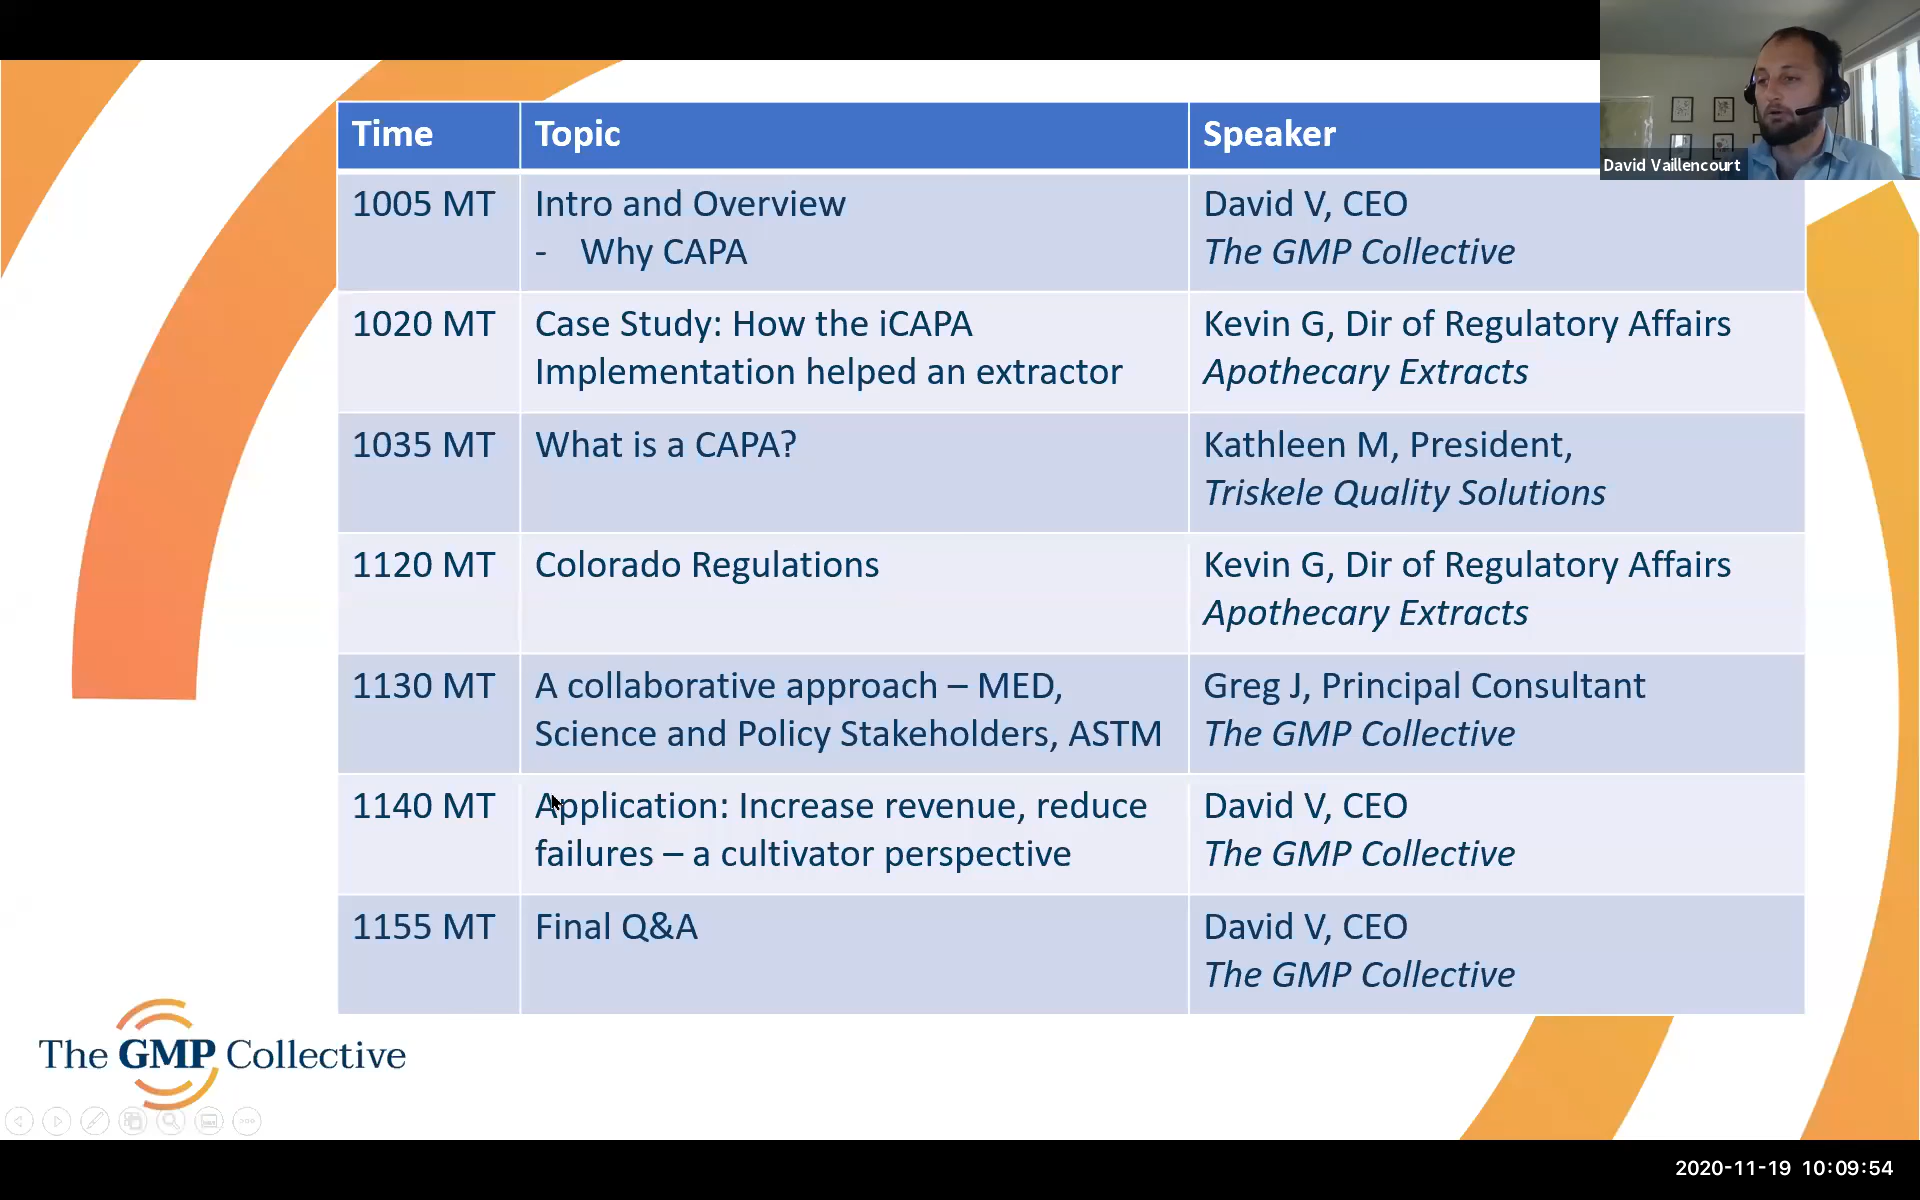 Time Topic Speaker
David Vaillencourt
1005 MT Intro and Overview David V, CEO
- Why CAPA The GMP Collective
1020 MT Case Study: How the iCAPA Kevin G, Dir of Regulatory Affairs
Implementation helped an extractor Apothecary Extracts
1035 MT What is a CAPA? Kathleen M, President,
Triskele Quality Solutions
1120 MT Colorado Regulations Kevin G, Dir of Regulatory Affairs
Apothecary Extracts
1130 MT A collaborative approach – MED, Greg J, Principal Consultant
Science and Policy Stakeholders, ASTM The GMP Collective
1140 MT Application: Increase revenue, reduce David V, CEO
failures – a cultivator perspective The GMP Collective
1155 MT Final Q&A David V, CEO
The GMP Collective
The GMP Collective
2020-11-19 10:09:54